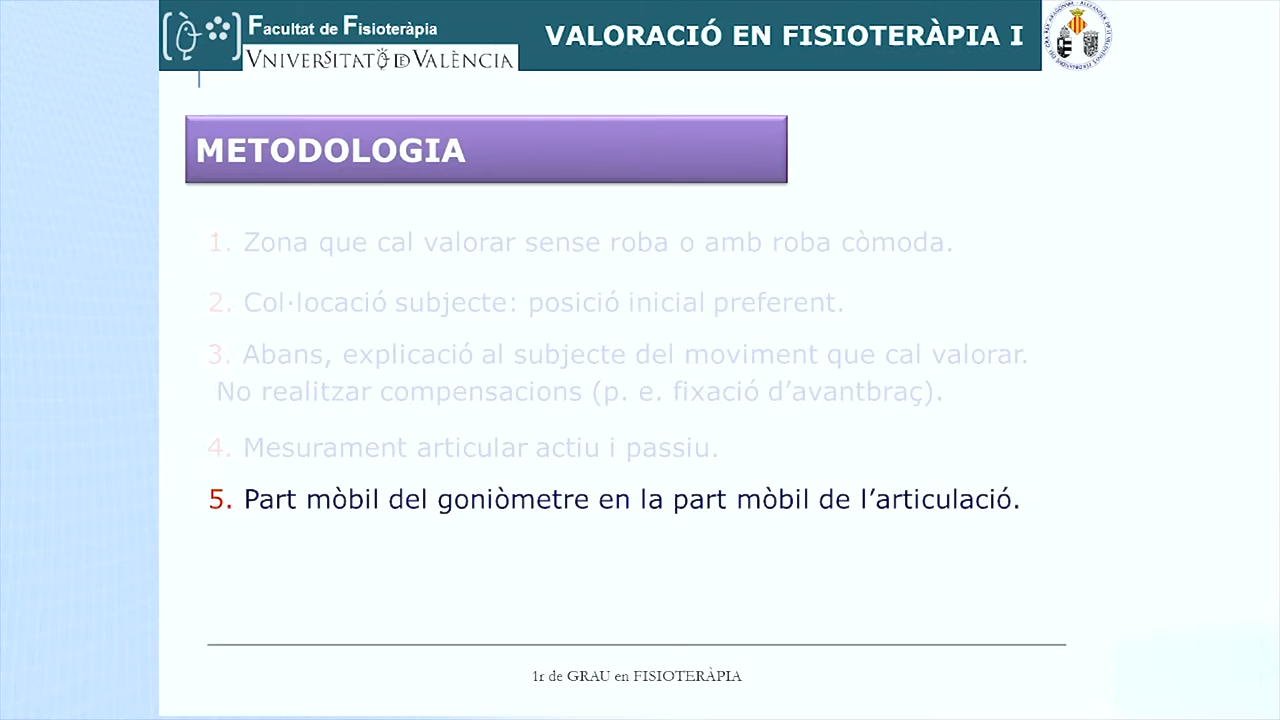 Facultat de Fisioteràpia
VNIVERSITATӦDVALÈNCIA
VALORACIÓ EN FISIOTERÀPIA I
METODOLOGIA
1. Zona que cal valorar sense roba o amb roba còmoda.
2. Col·locació subjecte: posició inicial preferent.
3. Abans, explicació al subjecte del moviment que cal valorar.
No realitzar compensacions (p. e. fixació d’avantbraç).
4. Mesurament articular actiu i passiu.
5. Part mòbil del goniòmetre en la part mòbil de l’articulació.
1r de GRAU en FISIOTERÀPIA